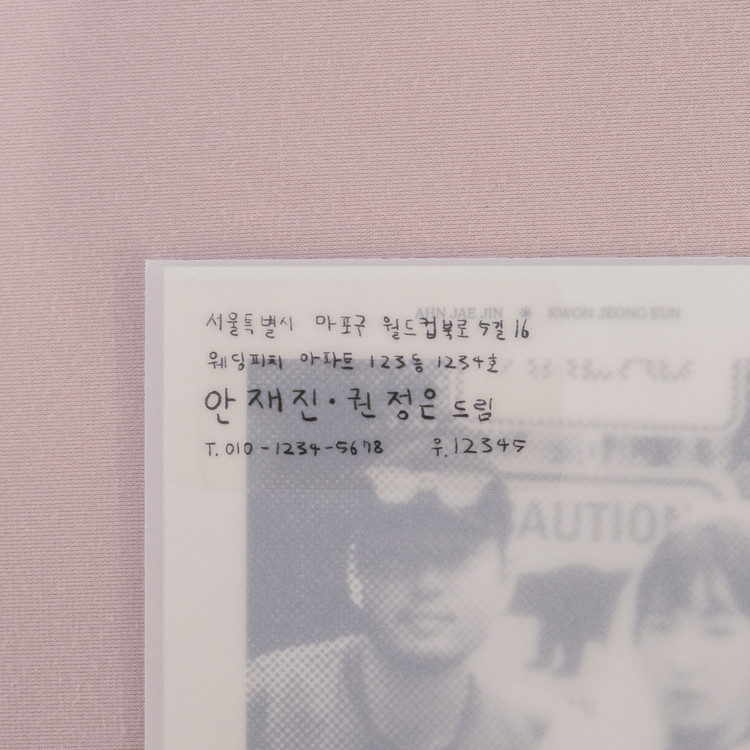 AHN JAE JIN ✳ KWON JEONG EUN
서울특별시 마포구 월드컵북로 5길 16
웨딩피치 아파트 123동 1234호
안재진·권정은 드림
T. 010-1234-5678 우.12345
CAUTION